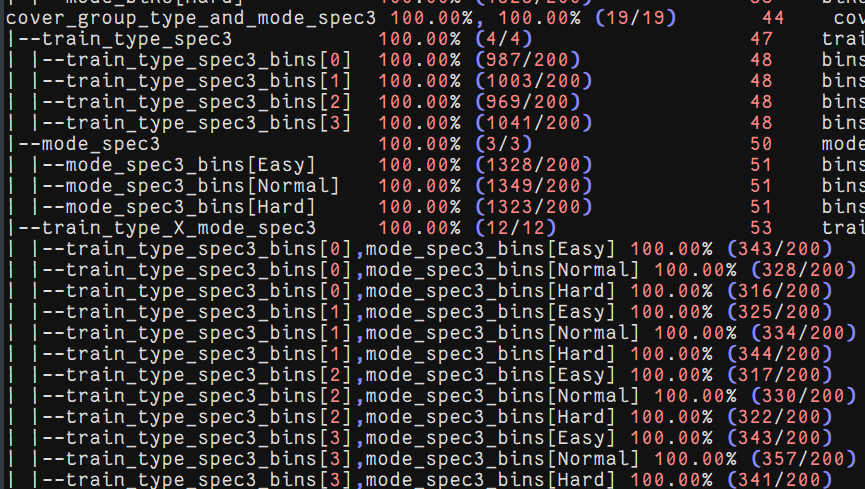 cover_group_type_and_mode_spec3 100.00%, 100.00% (19/19) 44 cov
|--train_type_spec3 100.00% (4/4) 47 trai
| |--train_type_spec3_bins[0] 100.00% (987/200) 48 bins
| |--train_type_spec3_bins[1] 100.00% (1003/200) 48 bins
| |--train_type_spec3_bins[2] 100.00% (969/200) 48 bins
| |--train_type_spec3_bins[3] 100.00% (1041/200) 48 bins
|--mode_spec3 100.00% (3/3) 50 mode
| |--mode_spec3_bins[Easy] 100.00% (1328/200) 51 bins
| |--mode_spec3_bins[Normal] 100.00% (1349/200) 51 bins
| |--mode_spec3_bins[Hard] 100.00% (1323/200) 51 bins
|--train_type_X_mode_spec3 100.00% (12/12) 53 trai
| |--train_type_spec3_bins[0],mode_spec3_bins[Easy] 100.00% (343/200)
| |--train_type_spec3_bins[0],mode_spec3_bins[Normal] 100.00% (328/200)
| |--train_type_spec3_bins[0],mode_spec3_bins[Hard] 100.00% (316/200)
| |--train_type_spec3_bins[1],mode_spec3_bins[Easy] 100.00% (325/200)
| |--train_type_spec3_bins[1],mode_spec3_bins[Normal] 100.00% (334/200)
| |--train_type_spec3_bins[1],mode_spec3_bins[Hard] 100.00% (344/200)
| |--train_type_spec3_bins[2],mode_spec3_bins[Easy] 100.00% (317/200)
| |--train_type_spec3_bins[2],mode_spec3_bins[Normal] 100.00% (330/200)
| |--train_type_spec3_bins[2],mode_spec3_bins[Hard] 100.00% (322/200)
| |--train_type_spec3_bins[3],mode_spec3_bins[Easy] 100.00% (343/200)
| |--train_type_spec3_bins[3],mode_spec3_bins[Normal] 100.00% (357/200)
| |--train_type_spec3_bins[3],mode_spec3_bins[Hard] 100.00% (341/200)